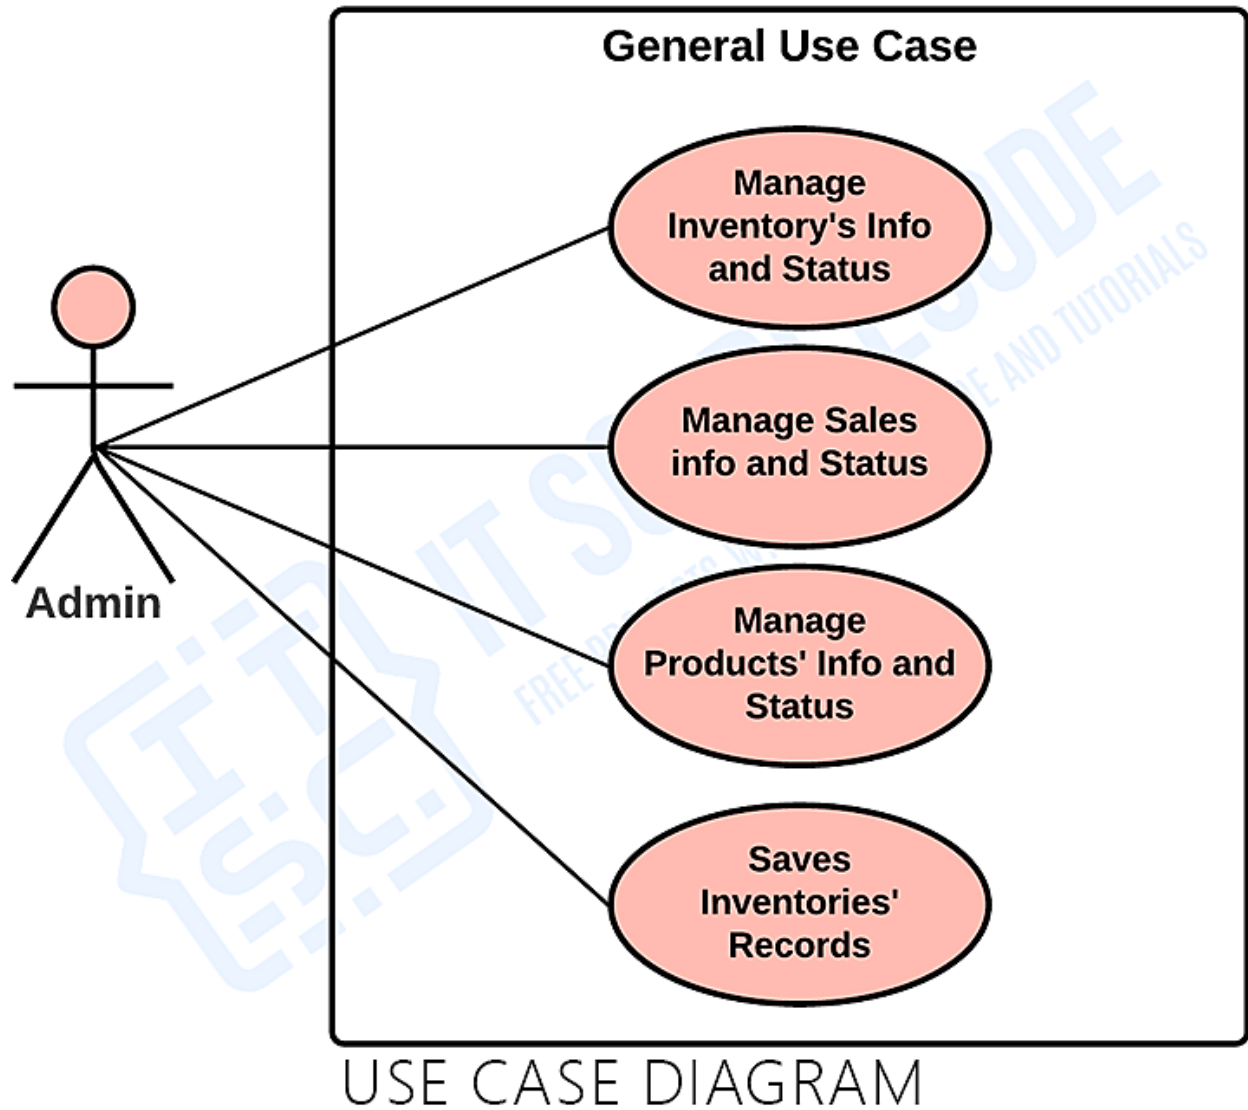 General Use Case
Manage
Inventory's Info
and Status
Manage Sales
info and Status
Manage
Products' Info and
Status
Saves
Inventories'
Records
Admin
USE CASE DIAGRAM